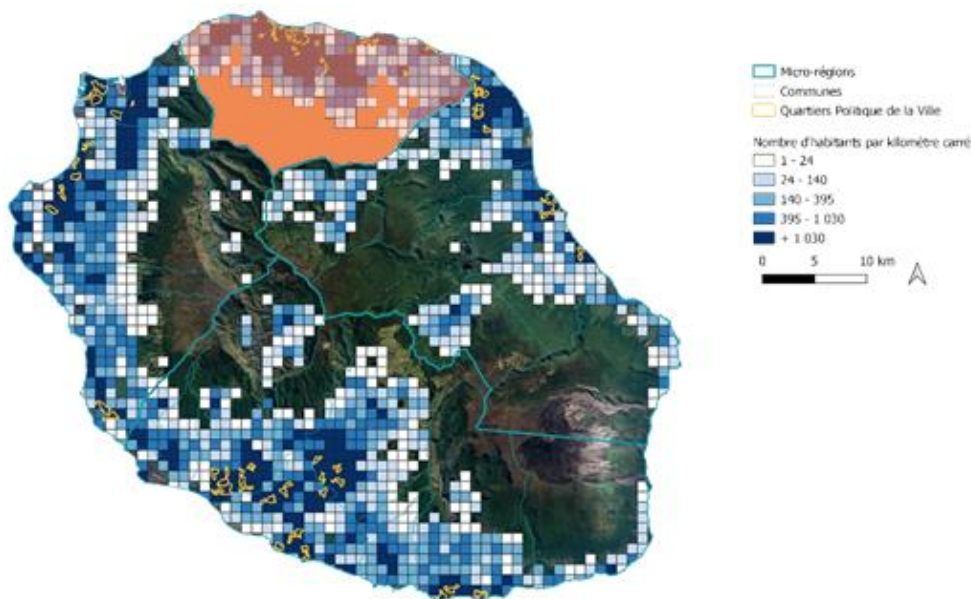 Micro-régions
Communes
Quartiers Politique de la Ville
Nombre d'habitants par kilomètre carré
1 - 24
24 - 140
140 - 395
395 - 1 030
+ 1 030
0 5 10 km